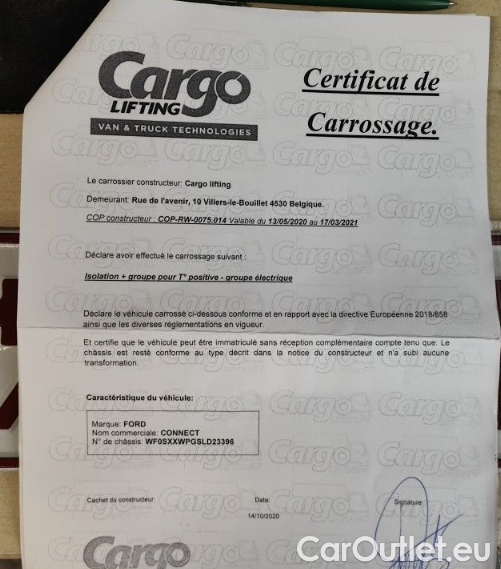 Cargo
LIFTING
VAN & TRUCK TECHNOLOGIES
Certificat de
Carrossage.
Le carrossier constructeur: Cargo lifting
Demeurant: Rue de l'avenir, 10 Villers-le-Bouillet 4530 Belgique.
COP constructeur : COP-RW-0075.014 Valable du 13/05/2020 au 17/03/2021
Déclare avoir effectué le carrossage suivant :
Isolation + groupe pour T° positive - groupe électrique
Déclare le véhicule carrossé ci-dessous conforme et en rapport avec la directive Européenne 2018/858
ainsi que les diverses réglementations en vigueur.
Et certifie que le véhicule peut être immatriculé sans réception complémentaire compte tenu que: Le
châssis est resté conforme au type décrit dans la notice du constructeur et n'a subi aucune
transformation.
Caractéristique du véhicule:
Marque: FORD
Nom commerciale: CONNECT
N° de châssis: WF0SXXWPGSLD23396
Cachet du constructeur
Date:
Signature:
14/10/2020
Cargo
CarOutlet.eu